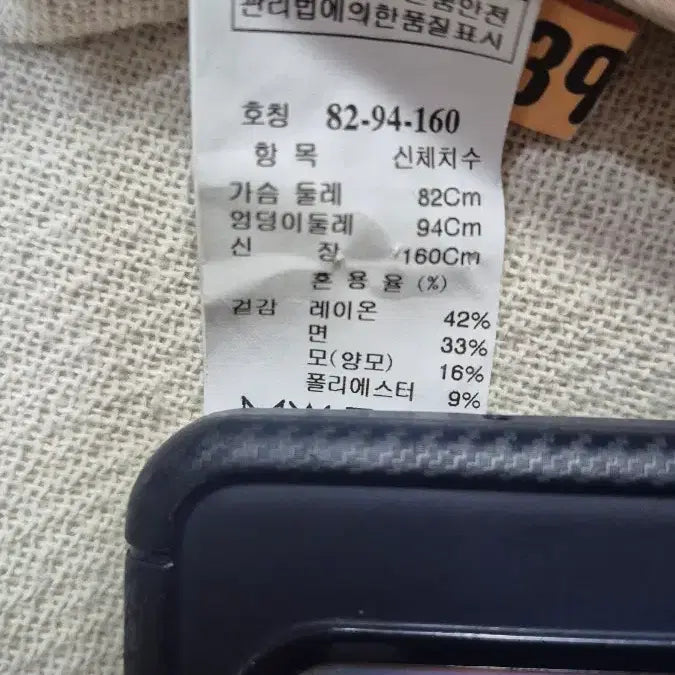 품안전
관리법에의한품질표시
39
호칭 82-94-160
항 목 신체치수
가슴 둘레 82Cm
엉덩이둘레 94Cm
신 장 160Cm
혼 용 율 (%)
겉감 레이온 42%
면 33%
모(양모) 16%
폴리에스터 9%